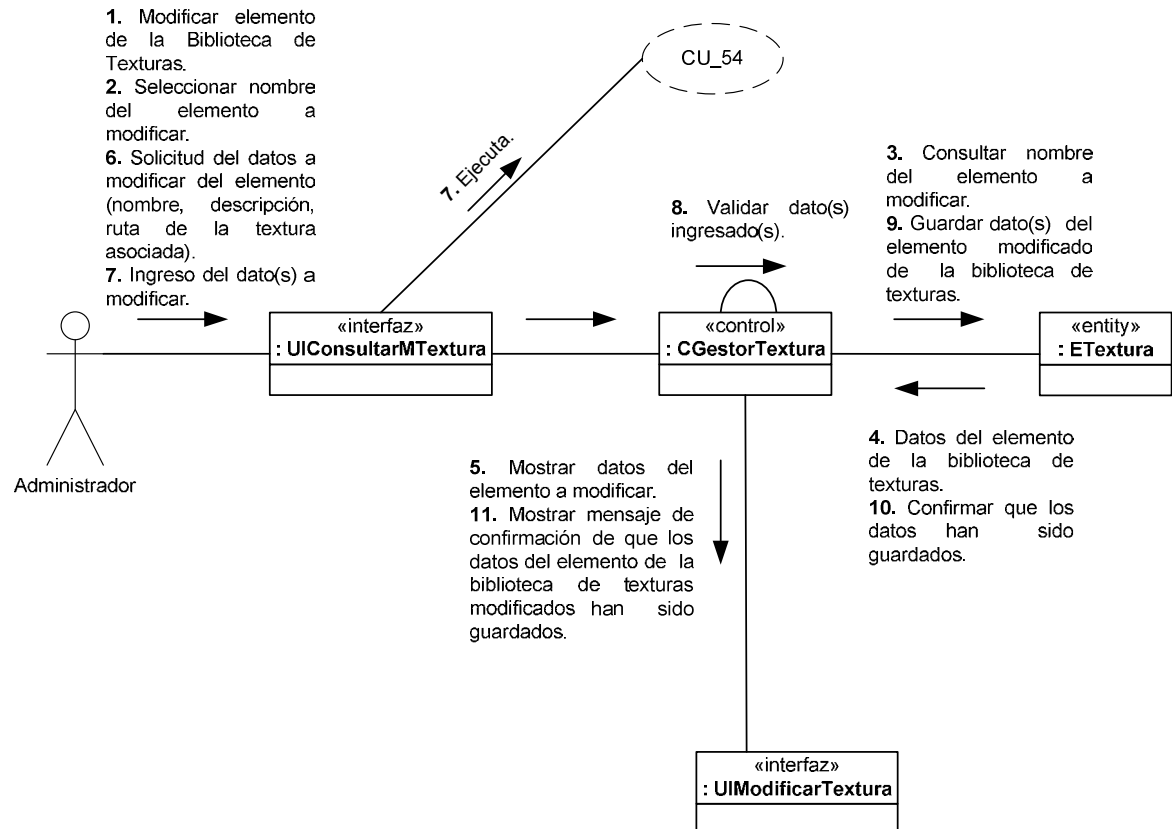 1. Modificar elemento
de la Biblioteca de
Texturas.
2. Seleccionar nombre
del elemento a
modificar.
6. Solicitud del datos a
modificar del elemento
(nombre, descripción,
ruta de la textura
asociada).
7. Ingreso del dato(s) a
modificar.
CU_54
7. Ejecuta.
8. Validar dato(s)
ingresado(s).
3. Consultar nombre
del elemento a
modificar.
9. Guardar dato(s) del
elemento modificado
de la biblioteca de
texturas.
«interfaz»
: UIConsultarMTextura
«control»
: CGestorTextura
«entity»
: ETextura
Administrador
5. Mostrar datos del
elemento a modificar.
11. Mostrar mensaje de
confirmación de que los
datos del elemento de la
biblioteca de texturas
modificados han sido
guardados.
4. Datos del elemento
de la biblioteca de
texturas.
10. Confirmar que los
datos han sido
guardados.
«interfaz»
: UIModificarTextura